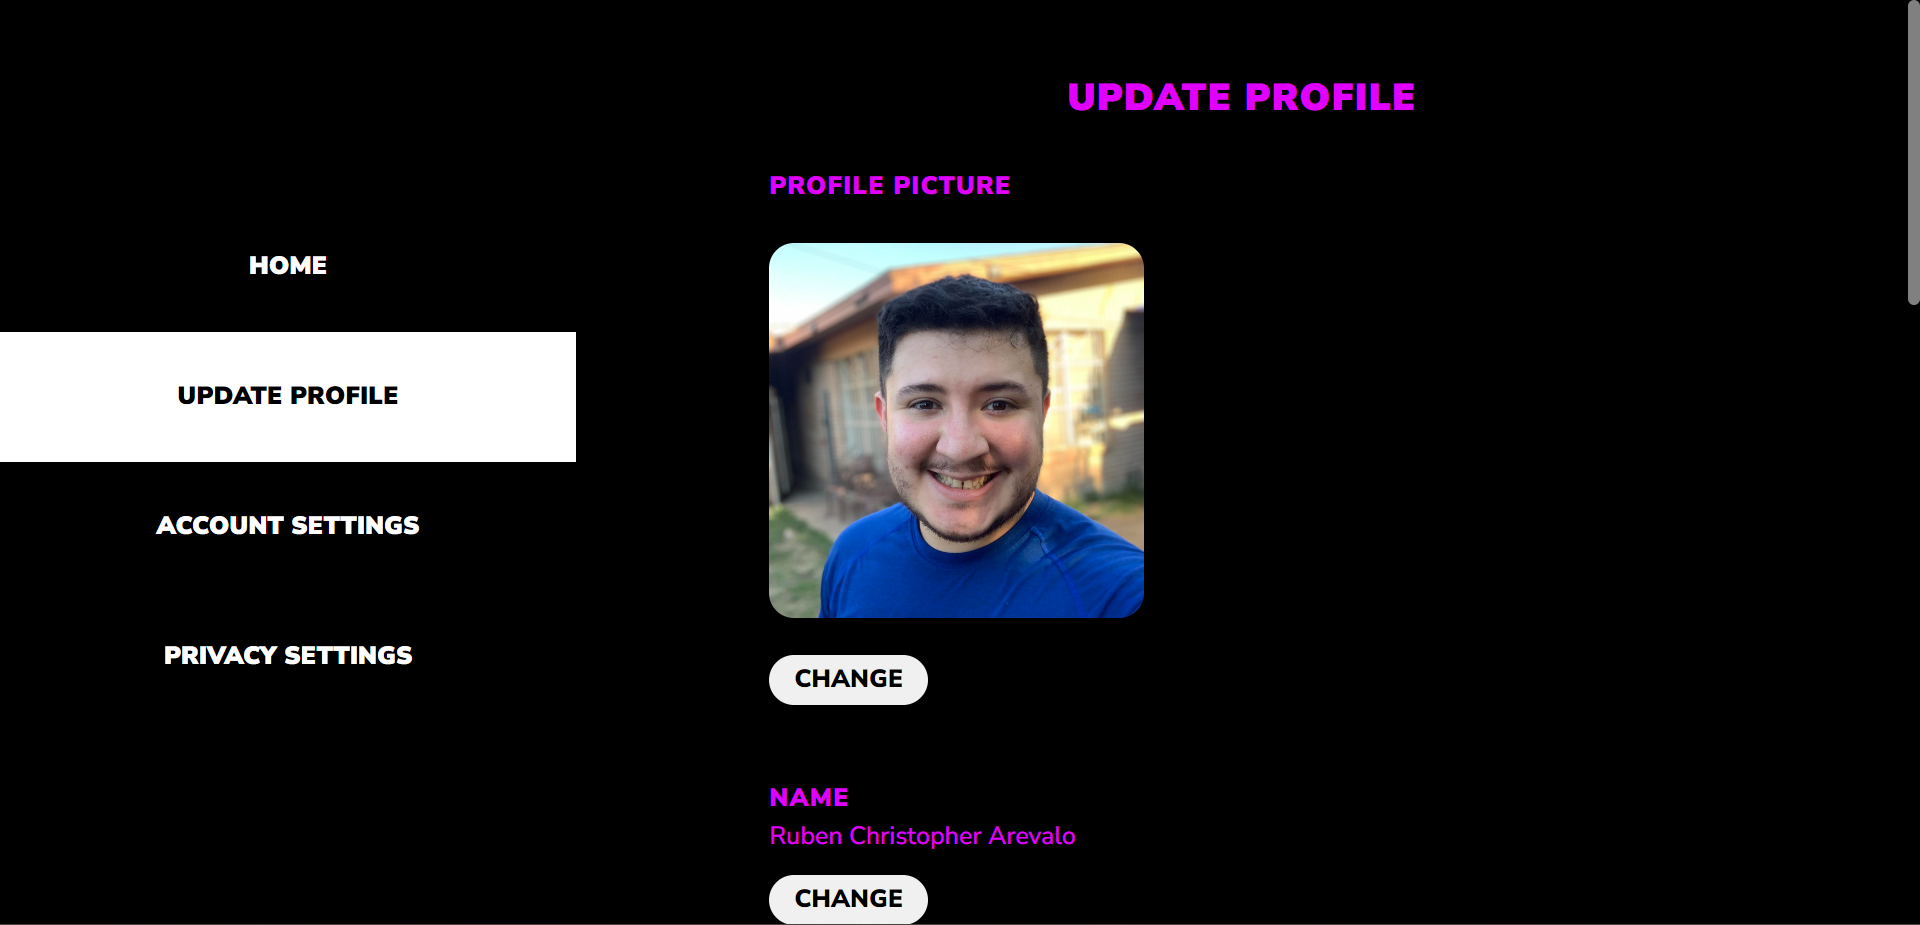 HOME
UPDATE PROFILE
ACCOUNT SETTINGS
PRIVACY SETTINGS
UPDATE PROFILE
PROFILE PICTURE
CHANGE
NAME
Ruben Christopher Arevalo
CHANGE